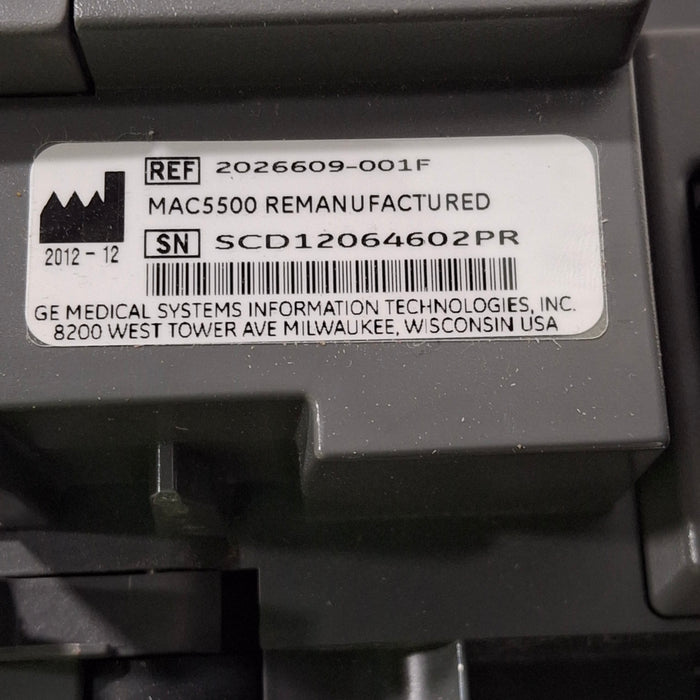 REF 2026609-001F
MAC5500 REMANUFACTURED
2012-12
SN SCD12064602PR
GE MEDICAL SYSTEMS INFORMATION TECHNOLOGIES, INC.
8200 WEST TOWER AVE MILWAUKEE, WISCONSIN USA